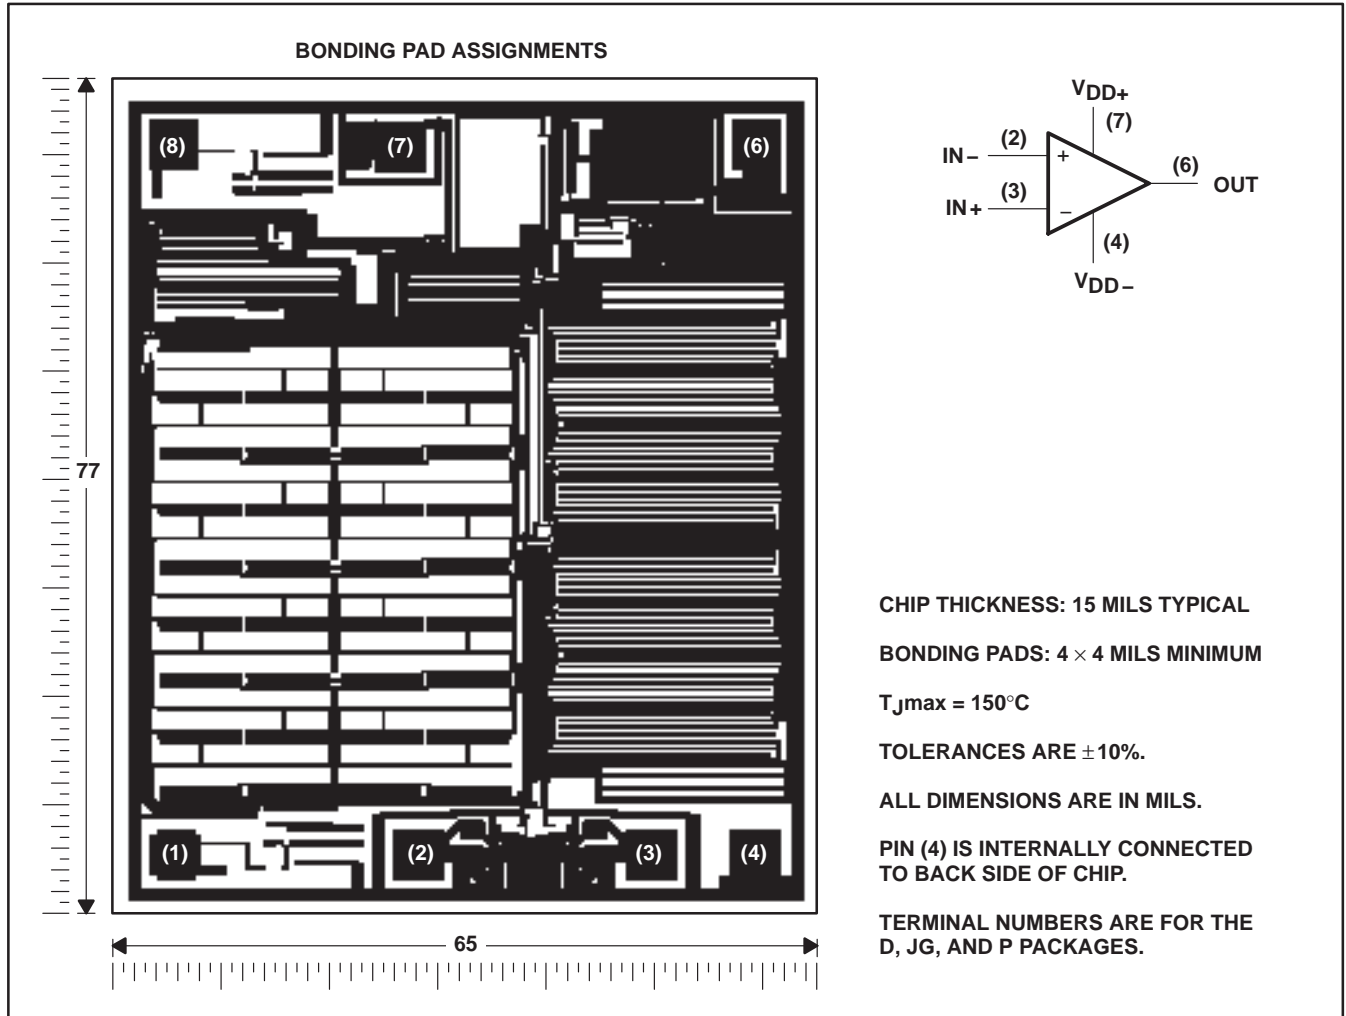 BONDING PAD ASSIGNMENTS
(8)
(7)
(6)
77
(1)
(2)
(3)
(4)
65
VDD+
(7)
IN−
(2)
+
(6)
OUT
IN+
(3)
−
(4)
VDD−
CHIP THICKNESS: 15 MILS TYPICAL
BONDING PADS: 4 × 4 MILS MINIMUM
TJmax = 150°C
TOLERANCES ARE ±10%.
ALL DIMENSIONS ARE IN MILS.
PIN (4) IS INTERNALLY CONNECTED
TO BACK SIDE OF CHIP.
TERMINAL NUMBERS ARE FOR THE
D, JG, AND P PACKAGES.